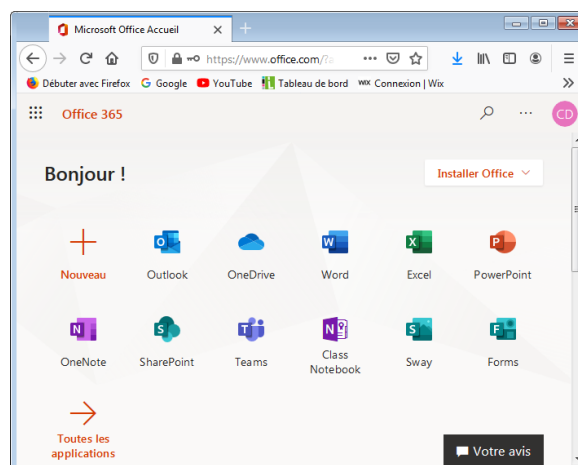 Microsoft Office Accueil
https://www.office.com/?a
Débuter avec Firefox Google YouTube Tableau de bord WIX Connexion | Wix
Office 365
CD
Bonjour !
Installer Office
Nouveau Outlook OneDrive Word Excel PowerPoint
OneNote SharePoint Teams Class Notebook Sway Forms
Toutes les
applications
Votre avis